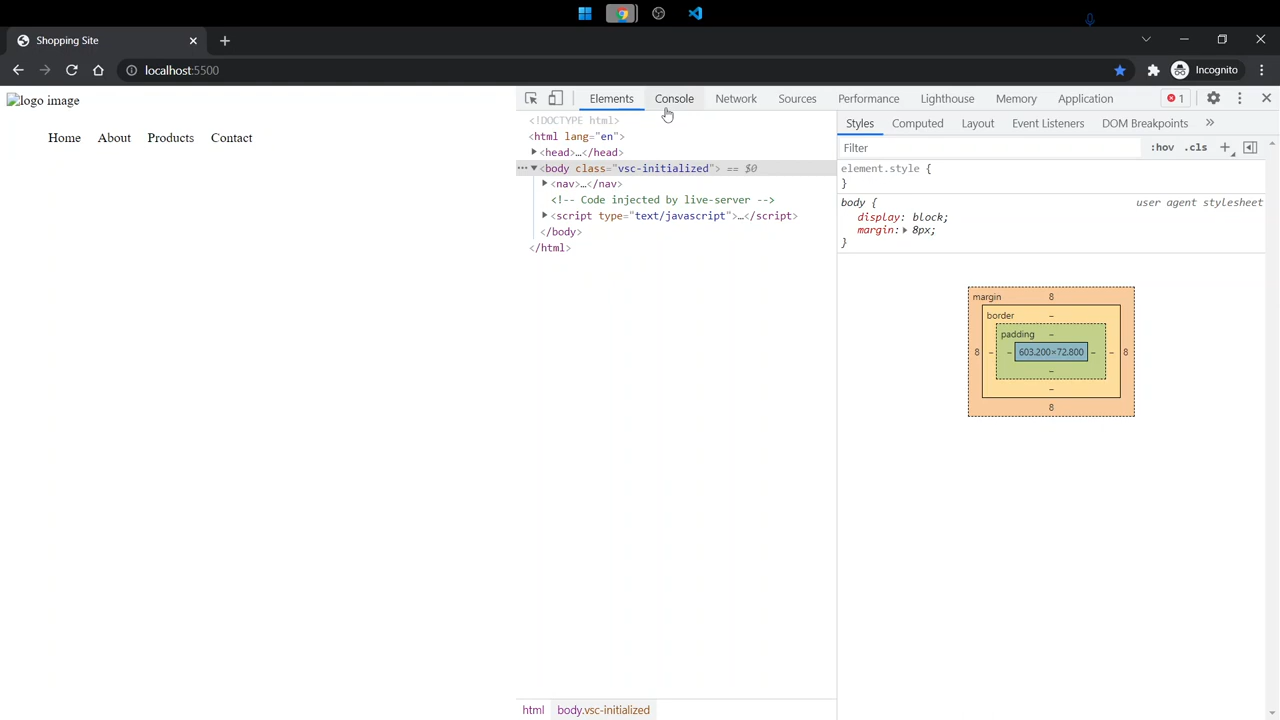 Shopping Site
localhost:5500
Incognito
logo image
Home About Products Contact
Elements Console Network Sources Performance Lighthouse Memory Application 1
<!DOCTYPE html>
<html lang="en">
<head>…</head>
<body class="vsc-initialized"> == $0
<nav>…</nav>
<!-- Code injected by live-server -->
<script type="text/javascript">…</script>
</body>
</html>
html body.vsc-initialized
Styles Computed Layout Event Listeners DOM Breakpoints »
Filter :hov .cls +
element.style {
}
body { user agent stylesheet
display: block;
margin: 8px;
}
margin 8
border –
padding –
8 – – 603.200×72.800 – – 8
–
–
8